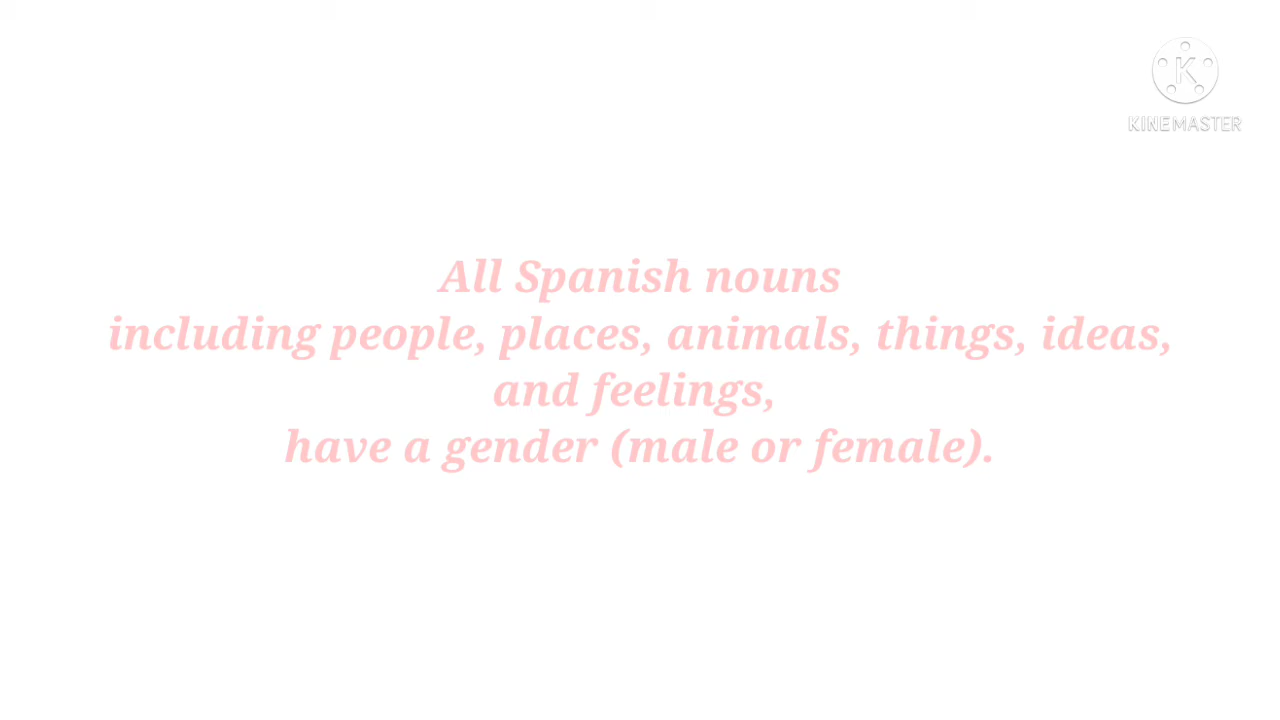 KINEMASTER
All Spanish nouns
including people, places, animals, things, ideas,
and feelings,
have a gender (male or female).